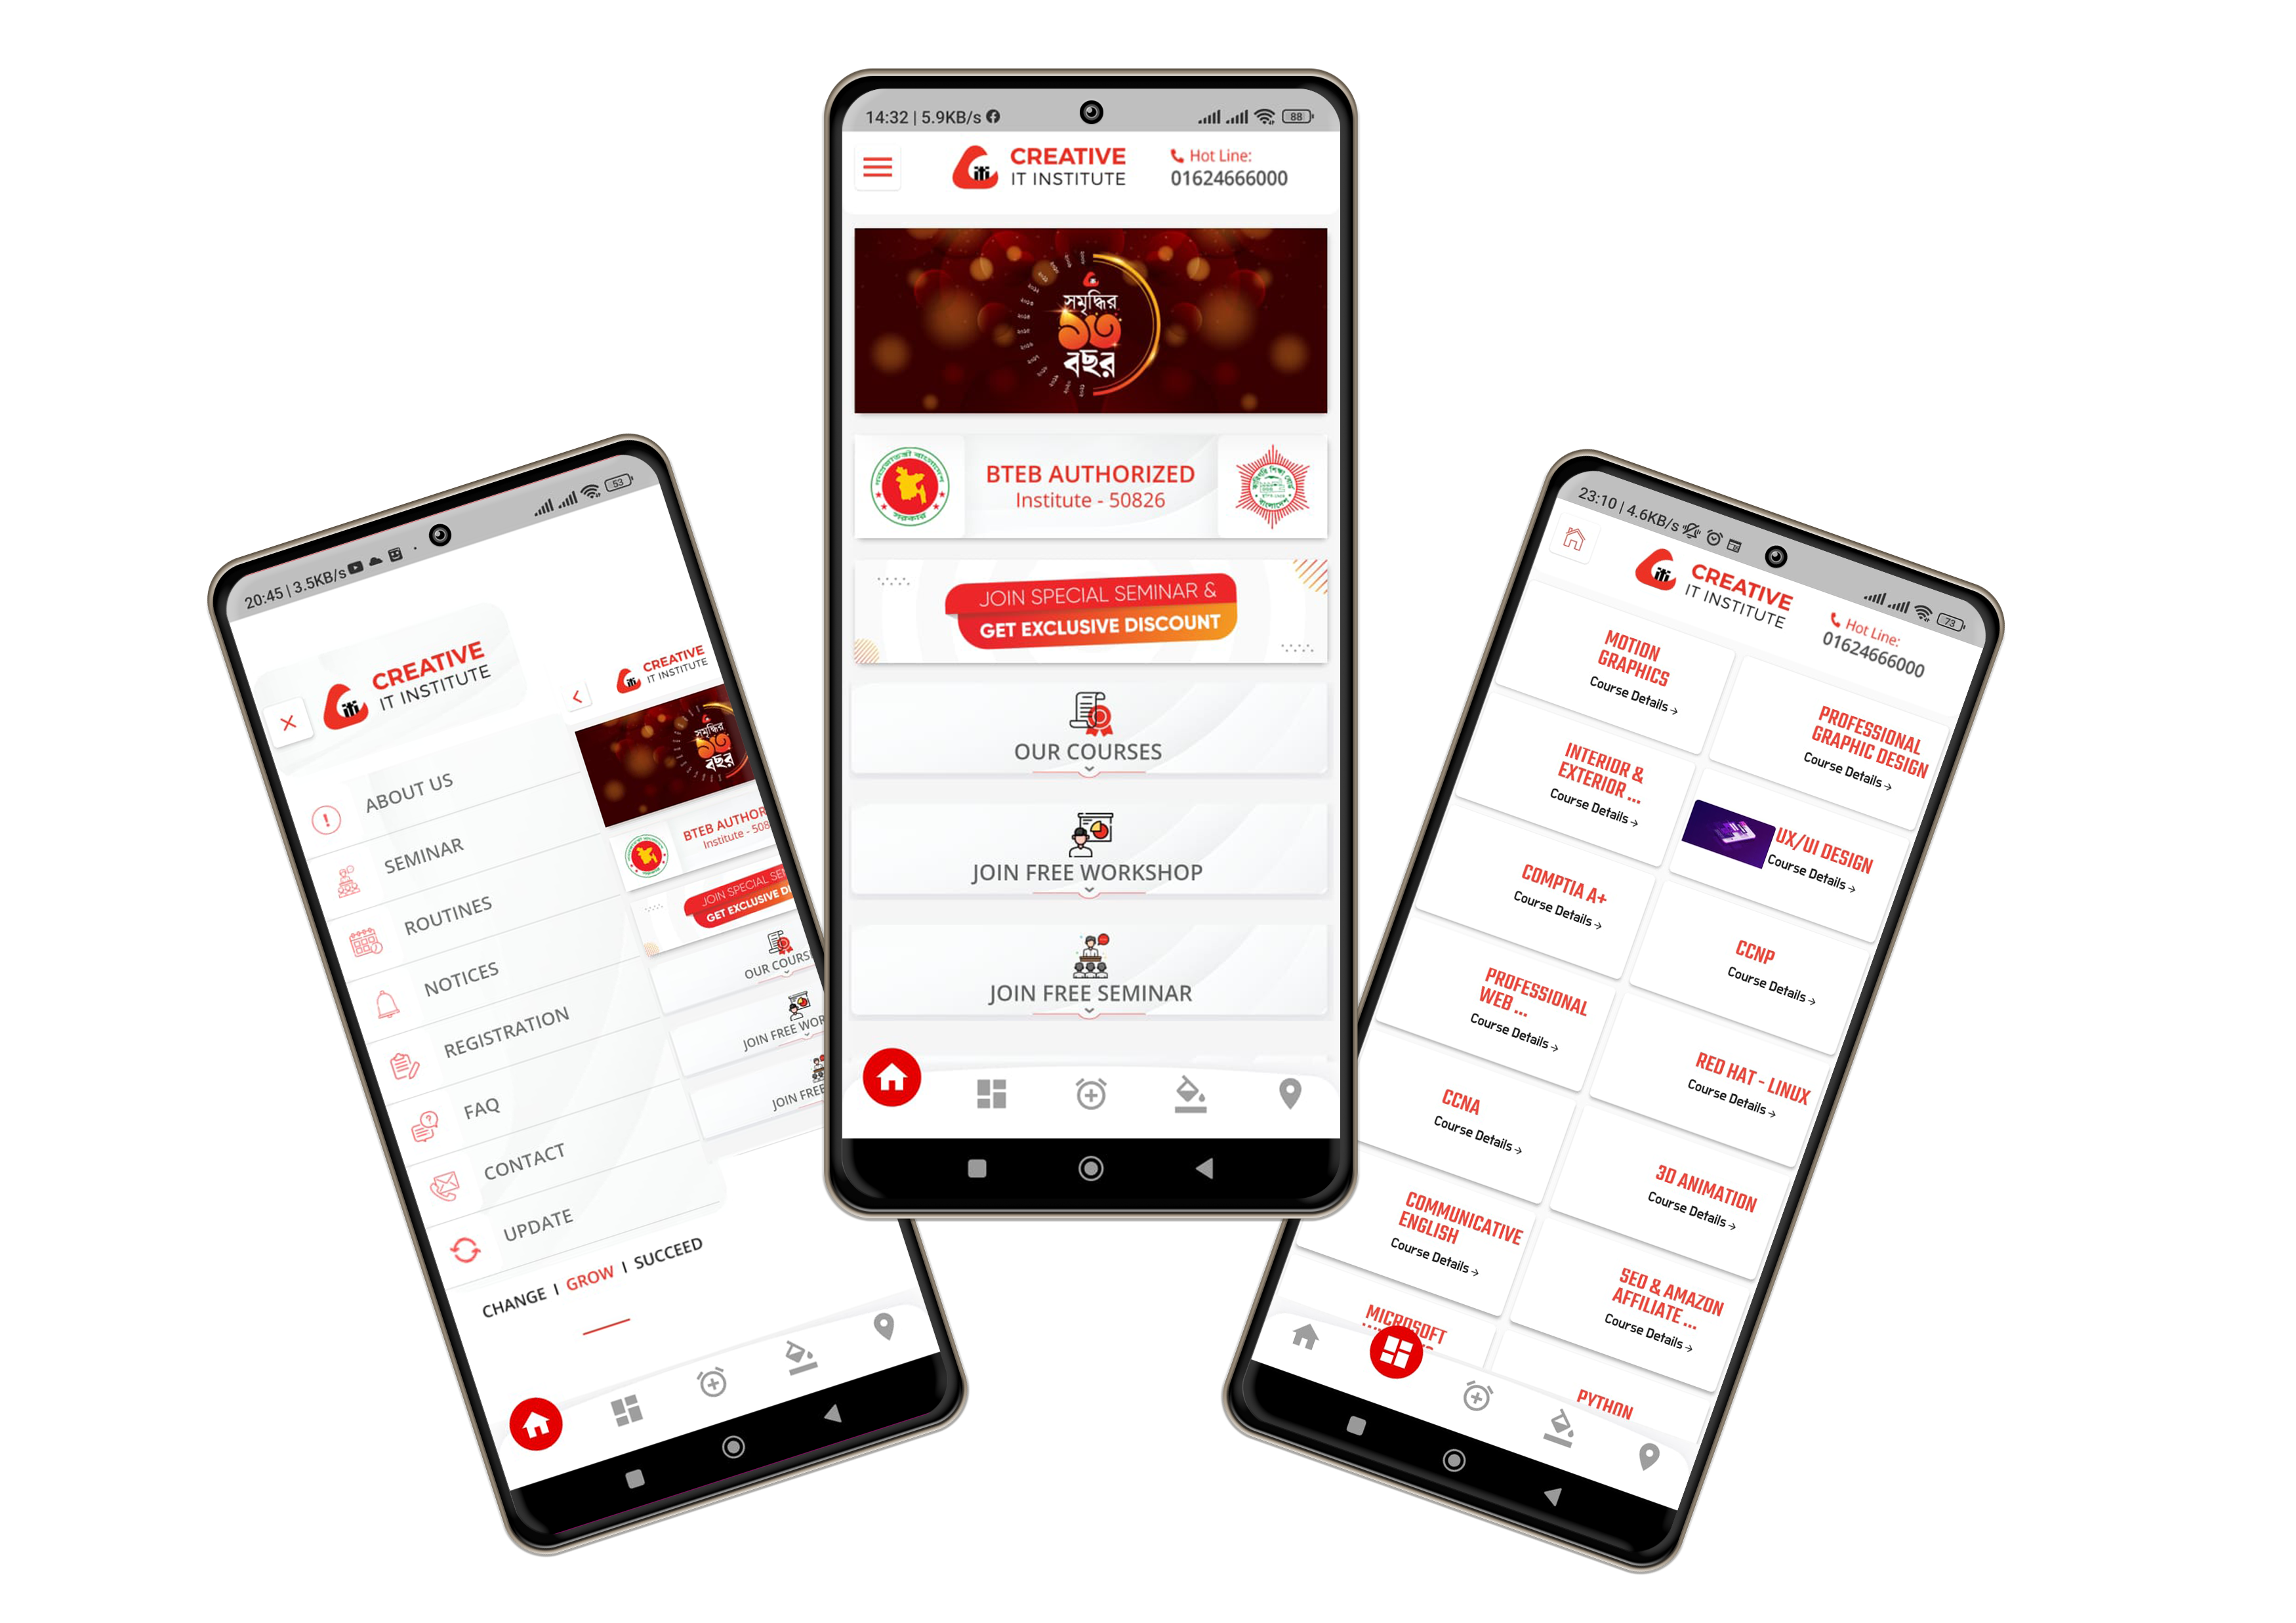 20:45 | 3.5KB/s
53
CREATIVE
IT INSTITUTE
ABOUT US
SEMINAR
ROUTINES
NOTICES
REGISTRATION
FAQ
CONTACT
UPDATE
CHANGE I GROW I SUCCEED
CREATIVE
IT INSTITUTE
সমৃদ্ধির
১৩
বছর
BTEB AUTHOR
Institute - 508
JOIN SPECIAL SE
GET EXCLUSIVE DI
OUR COURS
JOIN FREE WOR
JOIN FREE
14:32 | 5.9KB/s
88
CREATIVE
IT INSTITUTE
Hot Line:
01624666000
সমৃদ্ধির
১৩
বছর
BTEB AUTHORIZED
Institute - 50826
JOIN SPECIAL SEMINAR &
GET EXCLUSIVE DISCOUNT
OUR COURSES
JOIN FREE WORKSHOP
JOIN FREE SEMINAR
23:10 | 4.6KB/s
73
CREATIVE
IT INSTITUTE
Hot Line:
01624666000
MOTION
GRAPHICS
Course Details →
PROFESSIONAL
GRAPHIC DESIGN
Course Details →
INTERIOR &
EXTERIOR ...
Course Details →
UX/UI DESIGN
Course Details →
COMPTIA A+
Course Details →
CCNP
Course Details →
PROFESSIONAL
WEB ...
Course Details →
RED HAT - LINUX
Course Details →
CCNA
Course Details →
3D ANIMATION
Course Details →
COMMUNICATIVE
ENGLISH
Course Details →
SEO & AMAZON
AFFILIATE ...
Course Details →
MICROSOFT
PYTHON